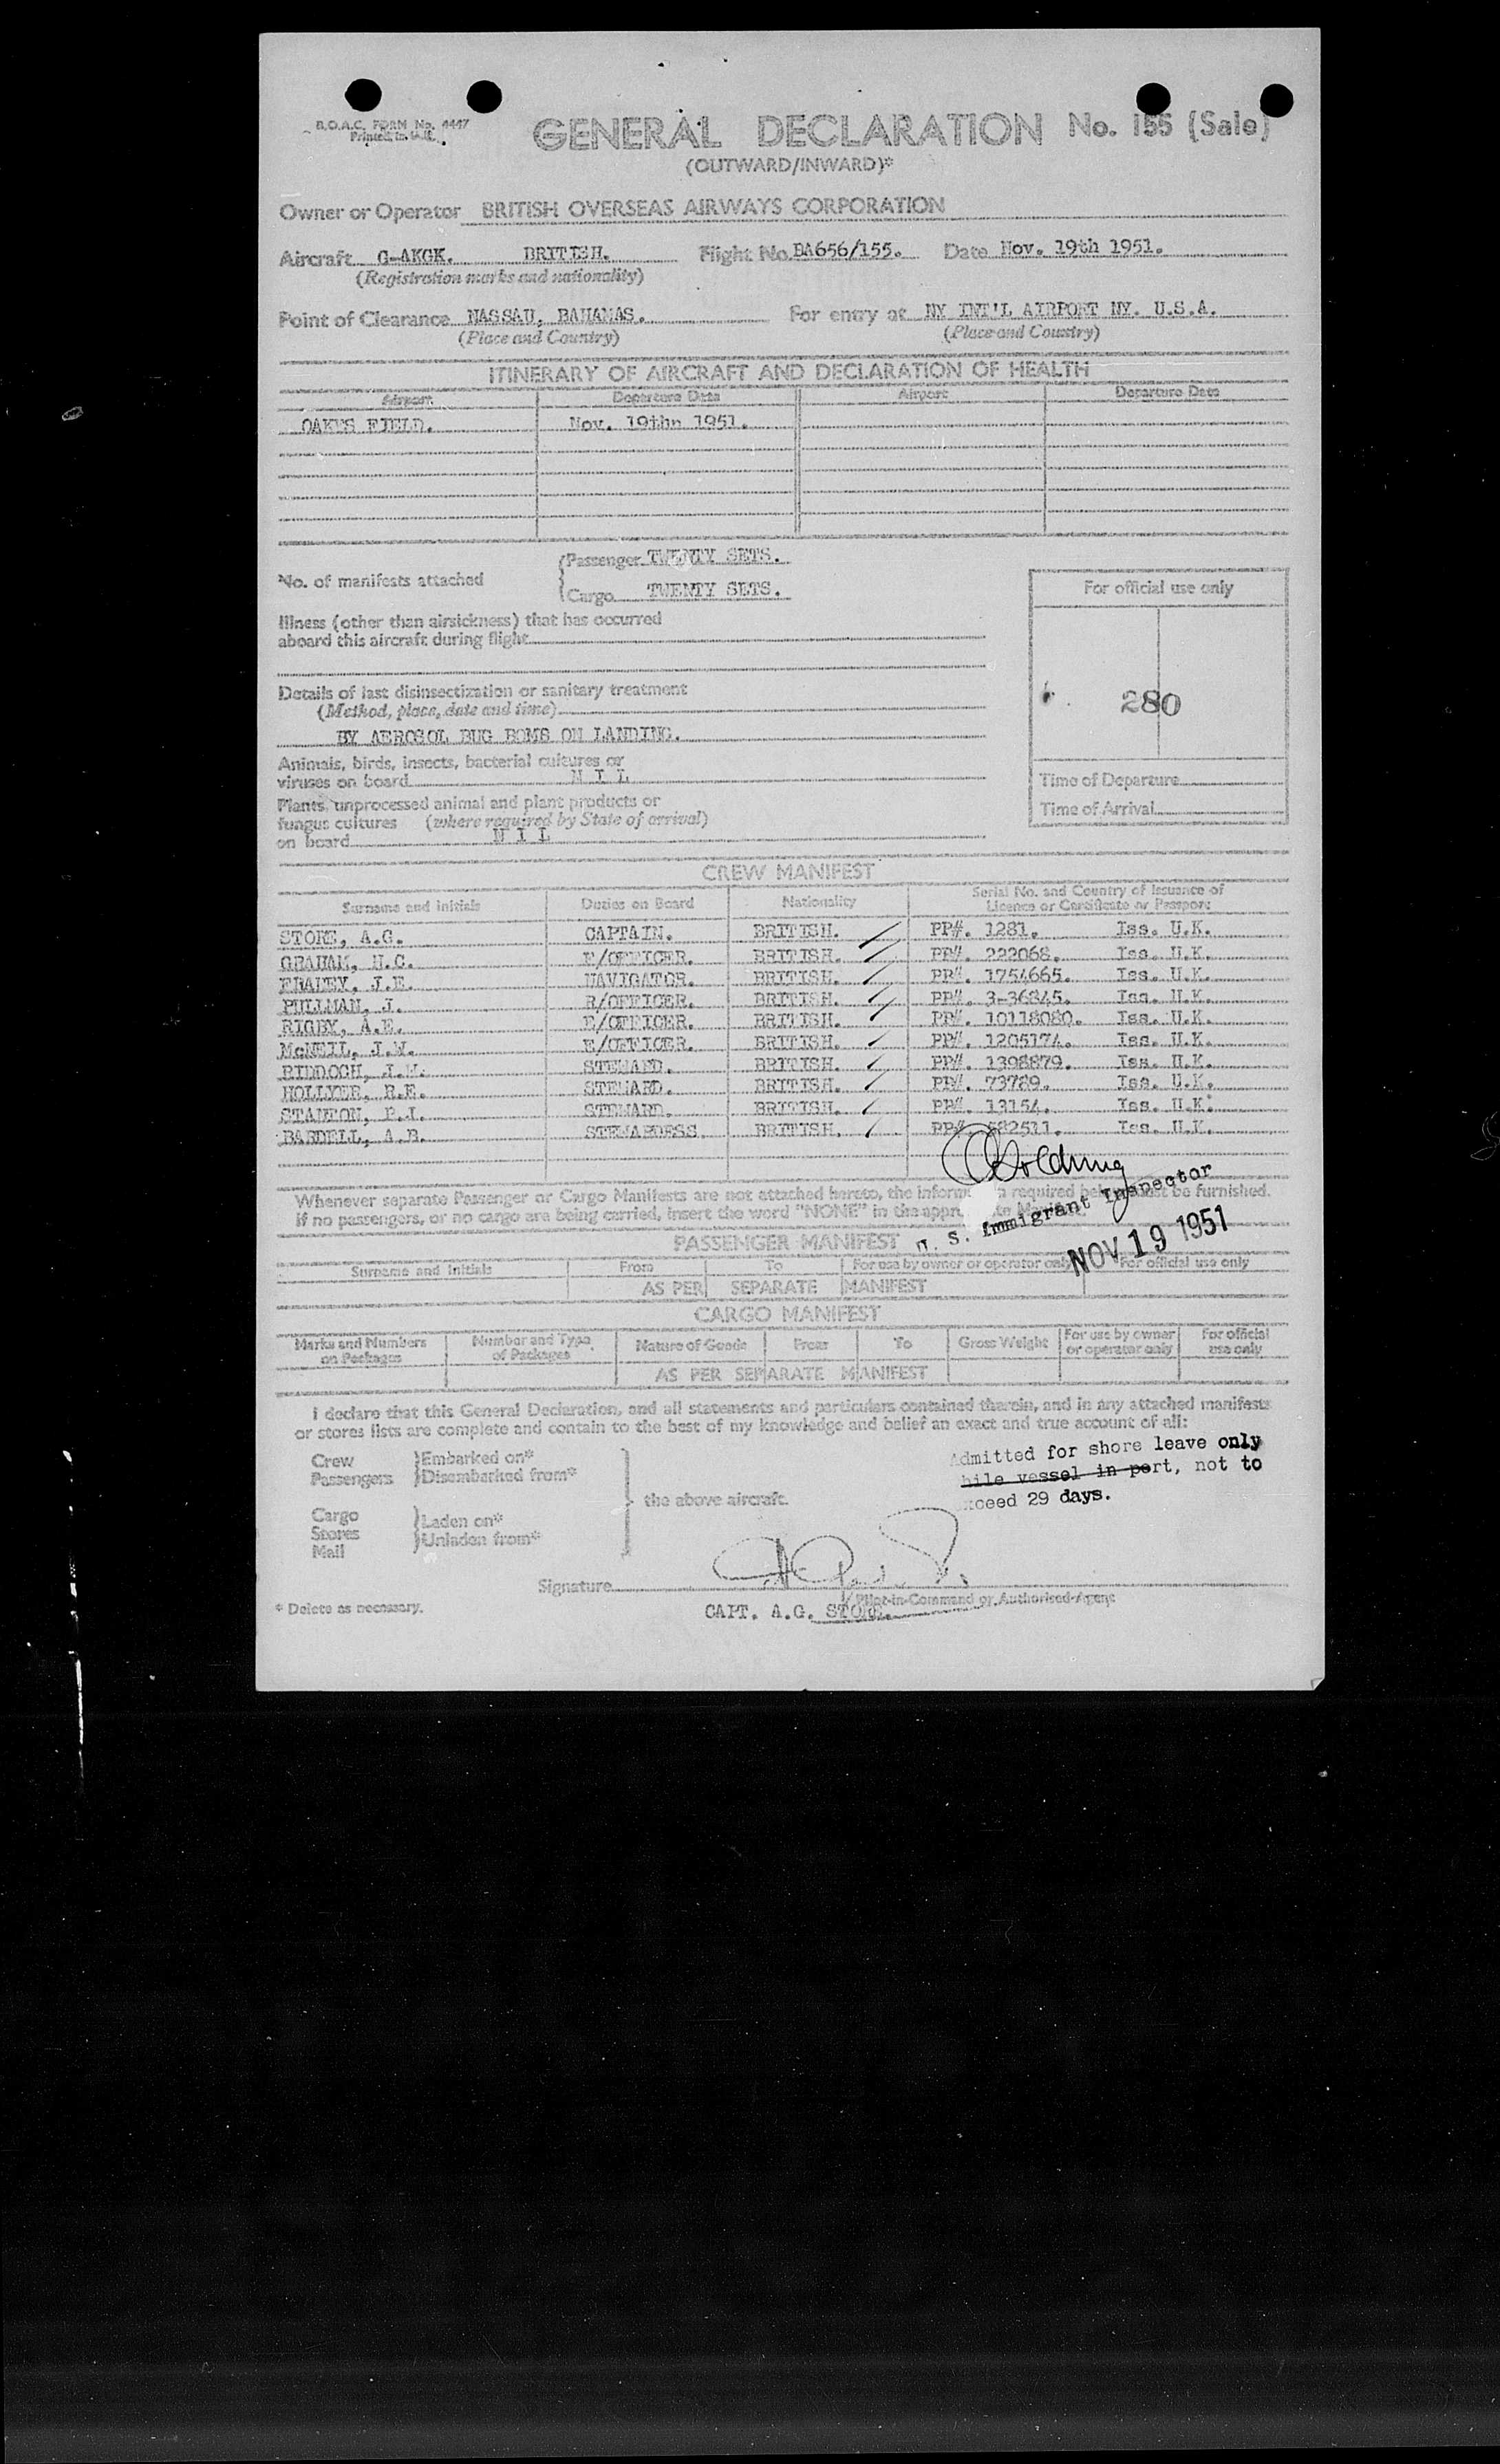 B.O.A.C. FORM No. 4447
Printed in U.K.
GENERAL DECLARATION No. 155 (Sale)
(OUTWARD/INWARD)*
Owner or Operator BRITISH OVERSEAS AIRWAYS CORPORATION
Aircraft G-AKGK. BRITISH. Flight No. BA656/155. Date Nov. 19th 1951.
(Registration marks and nationality)
Point of Clearance NASSAU, BAHAMAS. For entry at NY INT'L AIRPORT NY. U.S.A.
(Place and Country) (Place and Country)
ITINERARY OF AIRCRAFT AND DECLARATION OF HEALTH
Airport Departure Date Airport Departure Date
OAKES FIELD. Nov. 19thn 1951.
No. of manifests attached
Passenger TWENTY SETS.
Cargo TWENTY SETS.
For official use only
Illness (other than airsickness) that has occurred
aboard this aircraft during flight
Details of last disinsectization or sanitary treatment
(Method, place, date and time)
280
BY AEROSOL BUG BOMS ON LANDING.
Animals, birds, insects, bacterial cultures or
viruses on board N I L
Time of Departure
Plants, unprocessed animal and plant products or
fungus cultures (where required by State of arrival)
on board N I L
Time of Arrival
CREW MANIFEST
Surname and Initials Duties on Board Nationality Serial No. and Country of Issuance of
Licence or Certificate or Passport
STORE, A.G. CAPTAIN. BRITISH. PP#. 1281. Iss. U.K.
GRAHAM, N.C. F/OFFICER. BRITISH. PP#. 222068. Iss. U.K.
J.E. NAVIGATOR. BRITISH. PP#. 1754665. Iss. U.K.
PULLMAN, J. R/OFFICER. BRITISH. PP#. 3-36845. Iss. U.K.
RIGBY, A.E. E/OFFICER. BRITISH. PP#. 10118080. Iss. U.K.
McNEIL, J.W. E/OFFICER. BRITISH. PP#. 1205174. Iss. U.K.
RIDDOCH, J.M. STEWARD. BRITISH. PP#. 1398879. Iss. U.K.
HOLLYER, R.E. STEWARD. BRITISH. PP#. 73789. Iss. U.K.
STANTON, P.J. STEWARD. BRITISH. PP#. 13154. Iss. U.K.
BARDELL, A.B. STEWARDESS BRITISH. PP#. 582511. Iss. U.K.
Whenever separate Passenger or Cargo Manifests are not attached hereto, the inform n required below must be furnished.
If no passengers, or no cargo are being carried, insert the word "NONE" in the appr te
U. S. Immigrant Inspector
NOV 19 1951
PASSENGER MANIFEST
Surname and Initials From To For use by owner or operator only For official use only
AS PER SEPARATE MANIFEST
CARGO MANIFEST
Marks and Numbers on Packages Number and Type of Packages Nature of Goods From To Gross Weight For use by owner or operator only For official use only
AS PER SEPARATE MANIFEST
I declare that this General Declaration, and all statements and particulars contained therein, and in any attached manifests
or stores lists are complete and contain to the best of my knowledge and belief an exact and true account of all:
Crew Embarked on*
Passengers Disembarked from*
the above aircraft.
Cargo
Stores
Mail
Laden on*
Unladen from*
Admitted for shore leave only
hile vessel in port, not to
xceed 29 days.
Signature
Pilot-in-Command or Authorised Agent
* Delete as necessary.
CAPT. A.G. STORE.